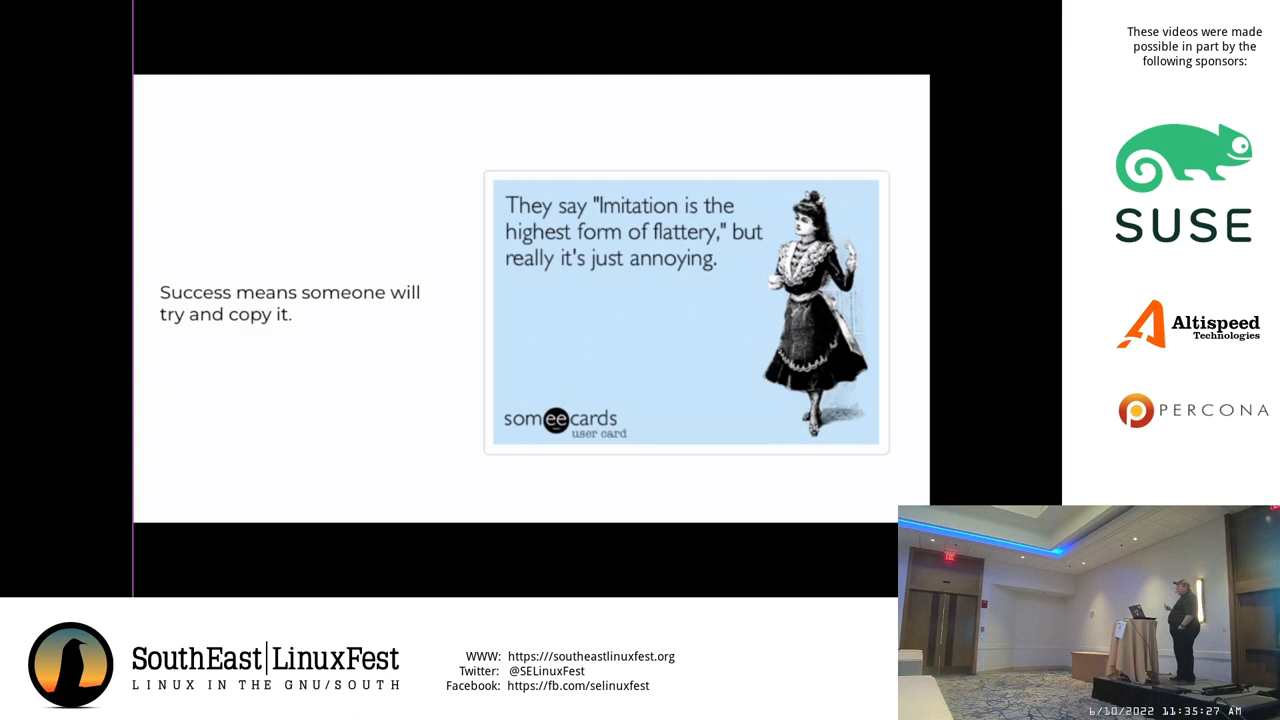 These videos were made
possible in part by the
following sponsors:
They say "Imitation is the
highest form of flattery," but
really it's just annoying.
Success means someone will
try and copy it.
somee cards
user card
SUSE
Altispeed
Technologies
PERCONA
SouthEast|LinuxFest
LINUX IN THE GNU/SOUTH
WWW: https:///southeastlinuxfest.org
Twitter: @SELinuxFest
Facebook: https://fb.com/selinuxfest
EXIT
6/10/2022 11:35:27 AM